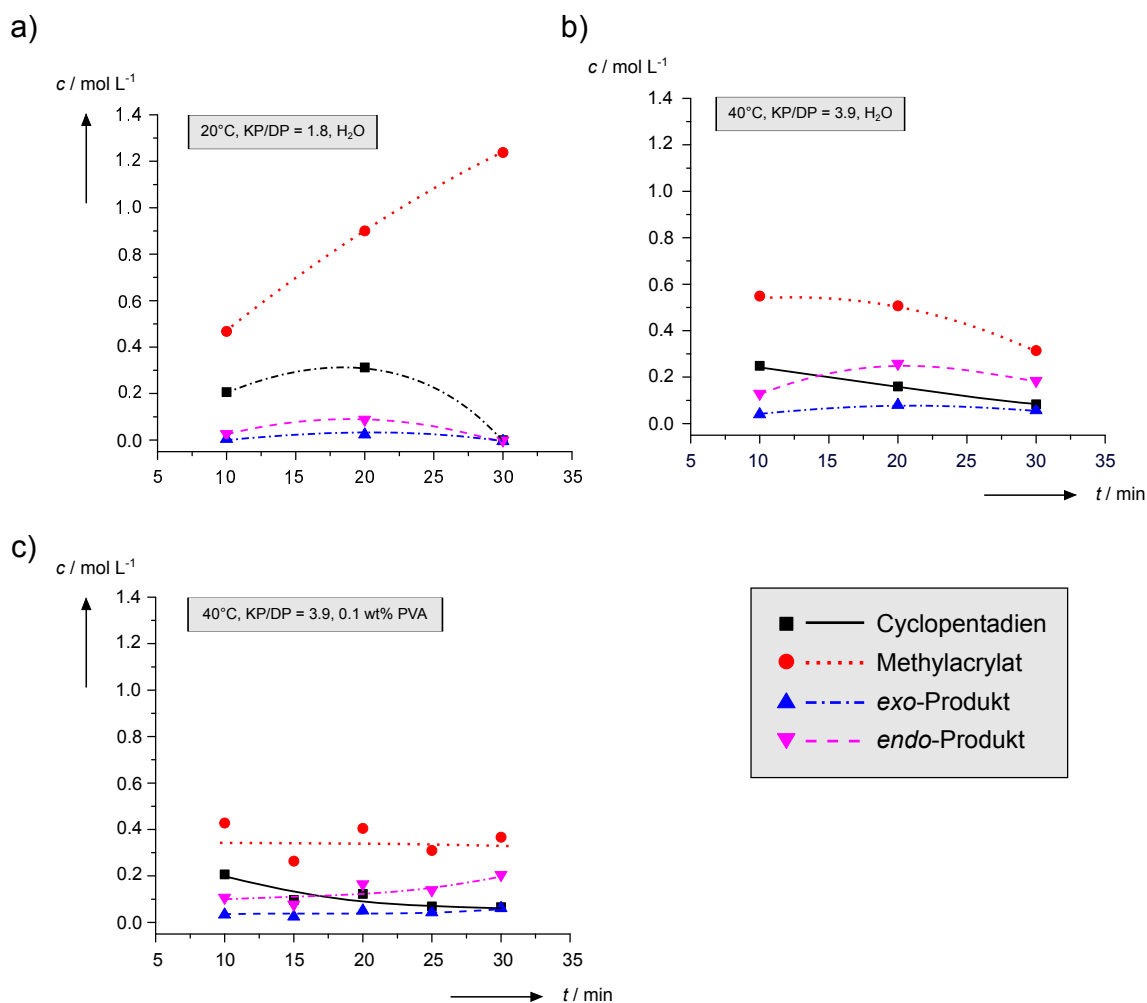 a)
c / mol L⁻¹
20°C, KP/DP = 1.8, H₂O
1.4
1.2
1.0
0.8
0.6
0.4
0.2
0.0
5 10 15 20 25 30 35
b)
c / mol L⁻¹
40°C, KP/DP = 3.9, H₂O
1.4
1.2
1.0
0.8
0.6
0.4
0.2
0.0
5 10 15 20 25 30 35
t / min
c)
c / mol L⁻¹
40°C, KP/DP = 3.9, 0.1 wt% PVA
1.4
1.2
1.0
0.8
0.6
0.4
0.2
0.0
5 10 15 20 25 30 35
t / min
Cyclopentadien
Methylacrylat
exo-Produkt
endo-Produkt